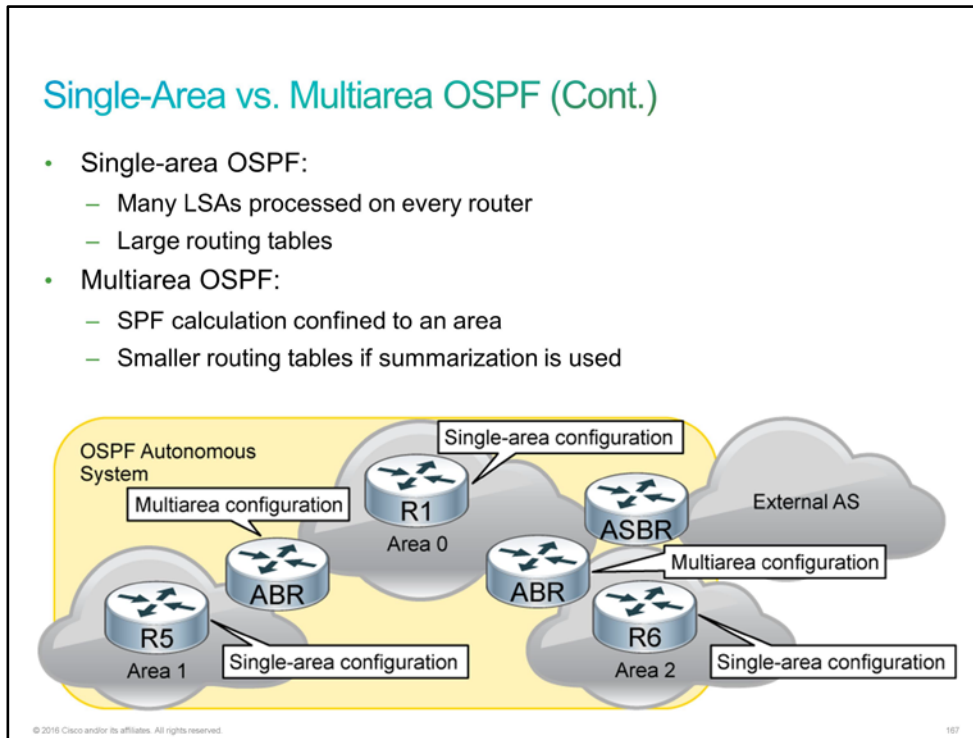 Single-Area vs. Multiarea OSPF (Cont.)
• Single-area OSPF:
– Many LSAs processed on every router
– Large routing tables
• Multiarea OSPF:
– SPF calculation confined to an area
– Smaller routing tables if summarization is used
OSPF Autonomous
System
Single-area configuration
Multiarea configuration
R1
Area 0
ASBR
External AS
ABR
ABR
Multiarea configuration
R5
Area 1
Single-area configuration
R6
Area 2
Single-area configuration
© 2016 Cisco and/or its affiliates. All rights reserved.
167